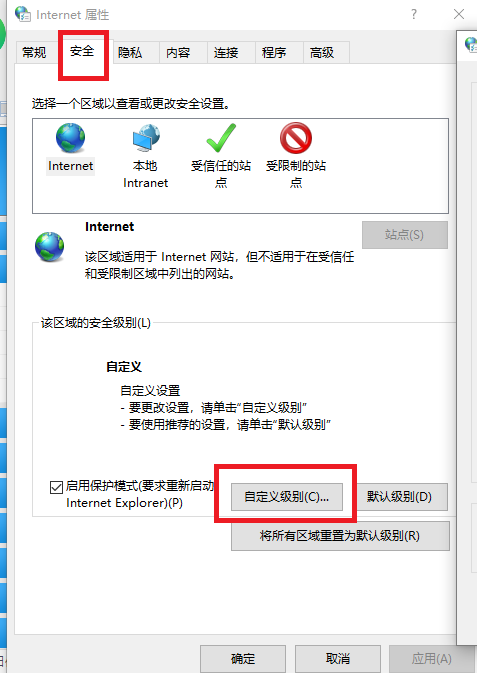 Internet 属性
常规 安全 隐私 内容 连接 程序 高级
选择一个区域以查看或更改安全设置。
Internet
本地
Intranet
受信任的站
点
受限制的站
点
Internet
站点(S)
该区域适用于 Internet 网站，但不适用于在受信任
和受限制区域中列出的网站。
该区域的安全级别(L)
自定义
自定义设置
- 要更改设置，请单击“自定义级别”
- 要使用推荐的设置，请单击“默认级别”
启用保护模式(要求重新启动
Internet Explorer)(P)
自定义级别(C)...
默认级别(D)
将所有区域重置为默认级别(R)
确定 取消 应用(A)